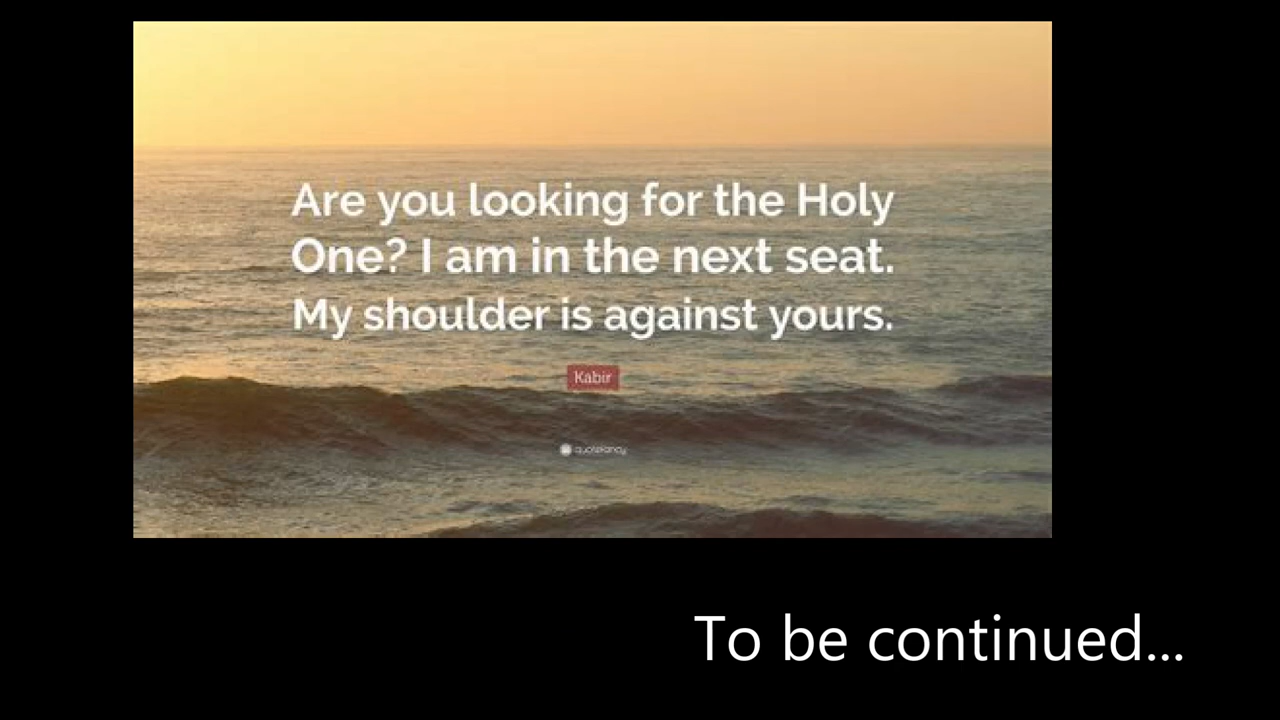 Are you looking for the Holy
One? I am in the next seat.
My shoulder is against yours.
Kabir
quotefancy
To be continued...